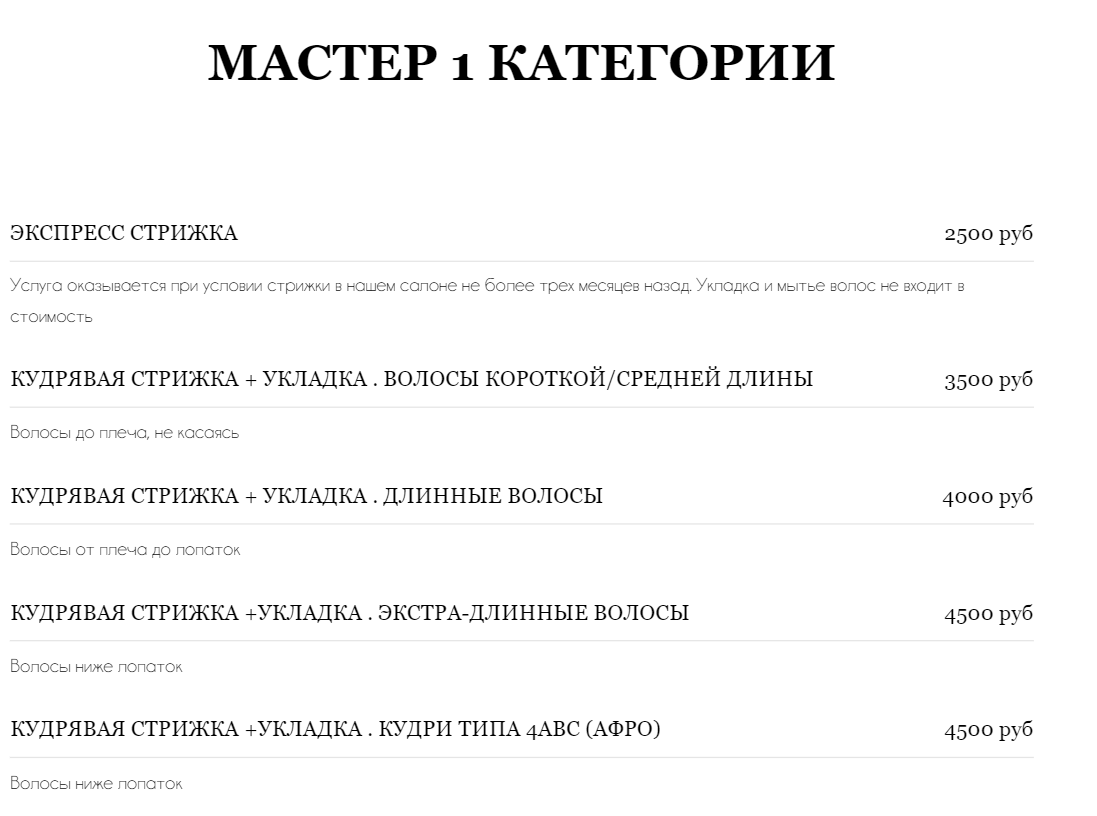 МАСТЕР 1 КАТЕГОРИИ
ЭКСПРЕСС СТРИЖКА 2500 руб
Услуга оказывается при условии стрижки в нашем салоне не более трех месяцев назад. Укладка и мытье волос не входит в
стоимость
КУДРЯВАЯ СТРИЖКА + УКЛАДКА . ВОЛОСЫ КОРОТКОЙ/СРЕДНЕЙ ДЛИНЫ 3500 руб
Волосы до плеча, не касаясь
КУДРЯВАЯ СТРИЖКА + УКЛАДКА . ДЛИННЫЕ ВОЛОСЫ 4000 руб
Волосы от плеча до лопаток
КУДРЯВАЯ СТРИЖКА +УКЛАДКА . ЭКСТРА-ДЛИННЫЕ ВОЛОСЫ 4500 руб
Волосы ниже лопаток
КУДРЯВАЯ СТРИЖКА +УКЛАДКА . КУДРИ ТИПА 4АВС (АФРО) 4500 руб
Волосы ниже лопаток